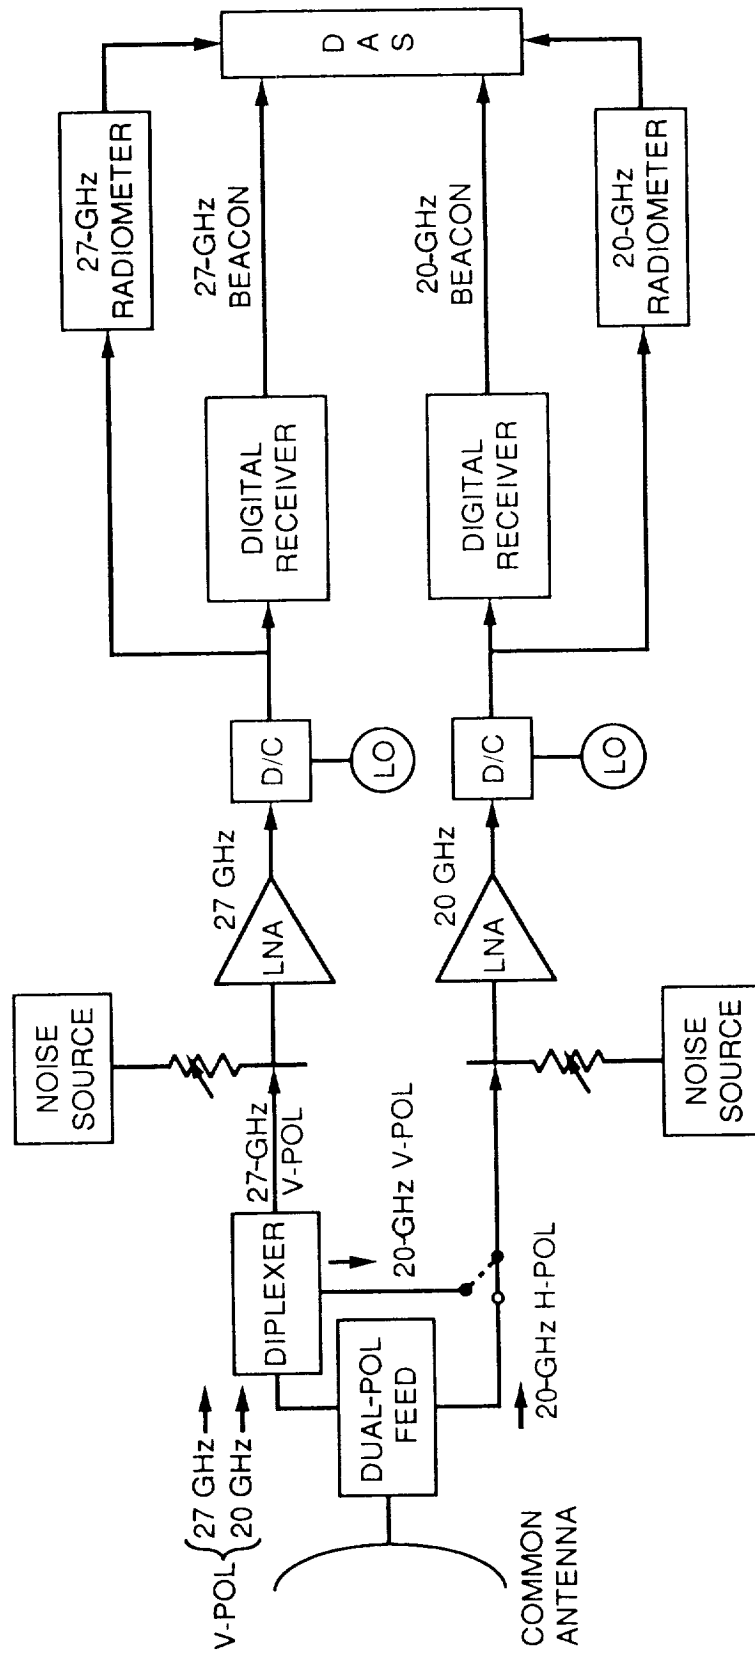 V-POL
27 GHz
20 GHz
COMMON
ANTENNA
DUAL-POL
FEED
DIPLEXER
20-GHz H-POL
20-GHz V-POL
27-GHz
V-POL
NOISE
SOURCE
NOISE
SOURCE
LNA
27 GHz
LNA
20 GHz
D/C
LO
D/C
LO
DIGITAL
RECEIVER
DIGITAL
RECEIVER
27-GHz
BEACON
20-GHz
BEACON
27-GHz
RADIOMETER
20-GHz
RADIOMETER
D
A
S